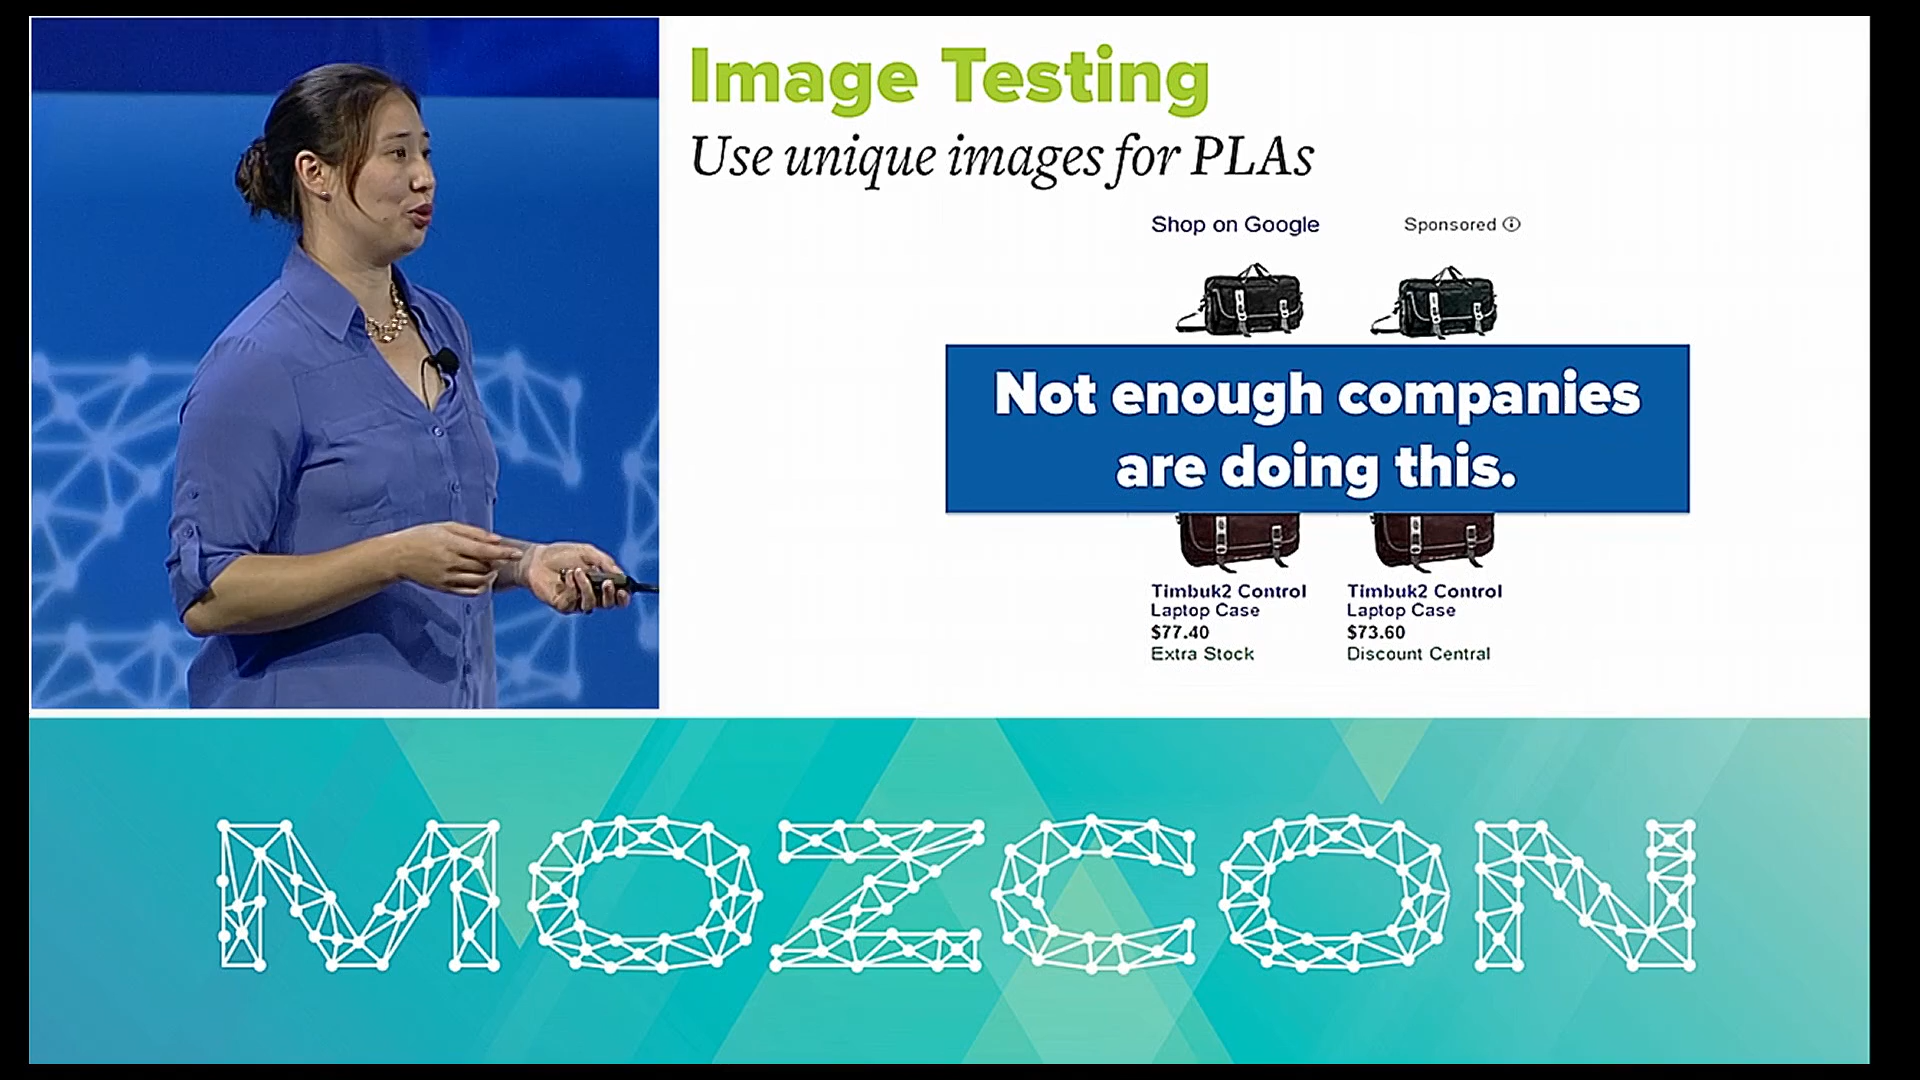 Image Testing
Use unique images for PLAs
Shop on Google
Sponsored ⓘ
Not enough companies
are doing this.
Timbuk2 Control
Laptop Case
$77.40
Extra Stock
Timbuk2 Control
Laptop Case
$73.60
Discount Central
MOZCON